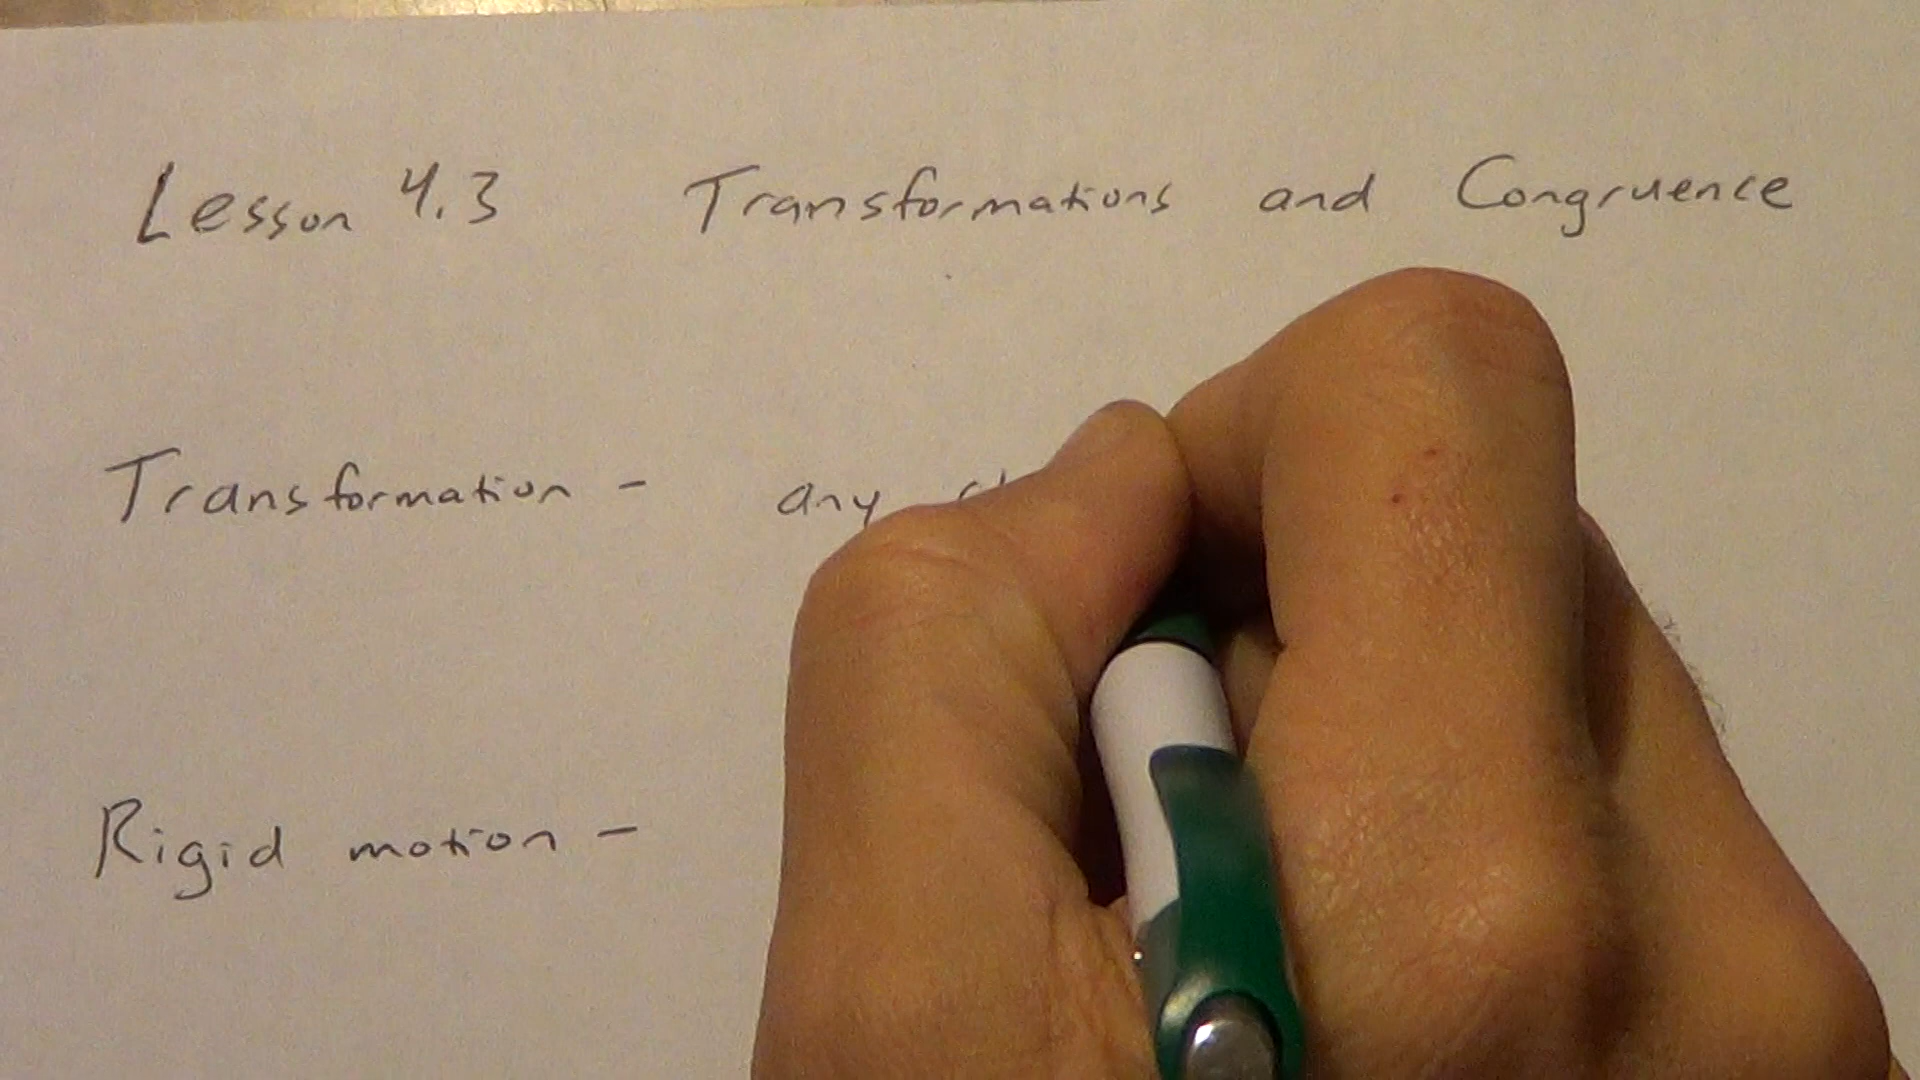 Lesson 4.3 Transformations and Congruence
Transformation - any
Rigid motion -